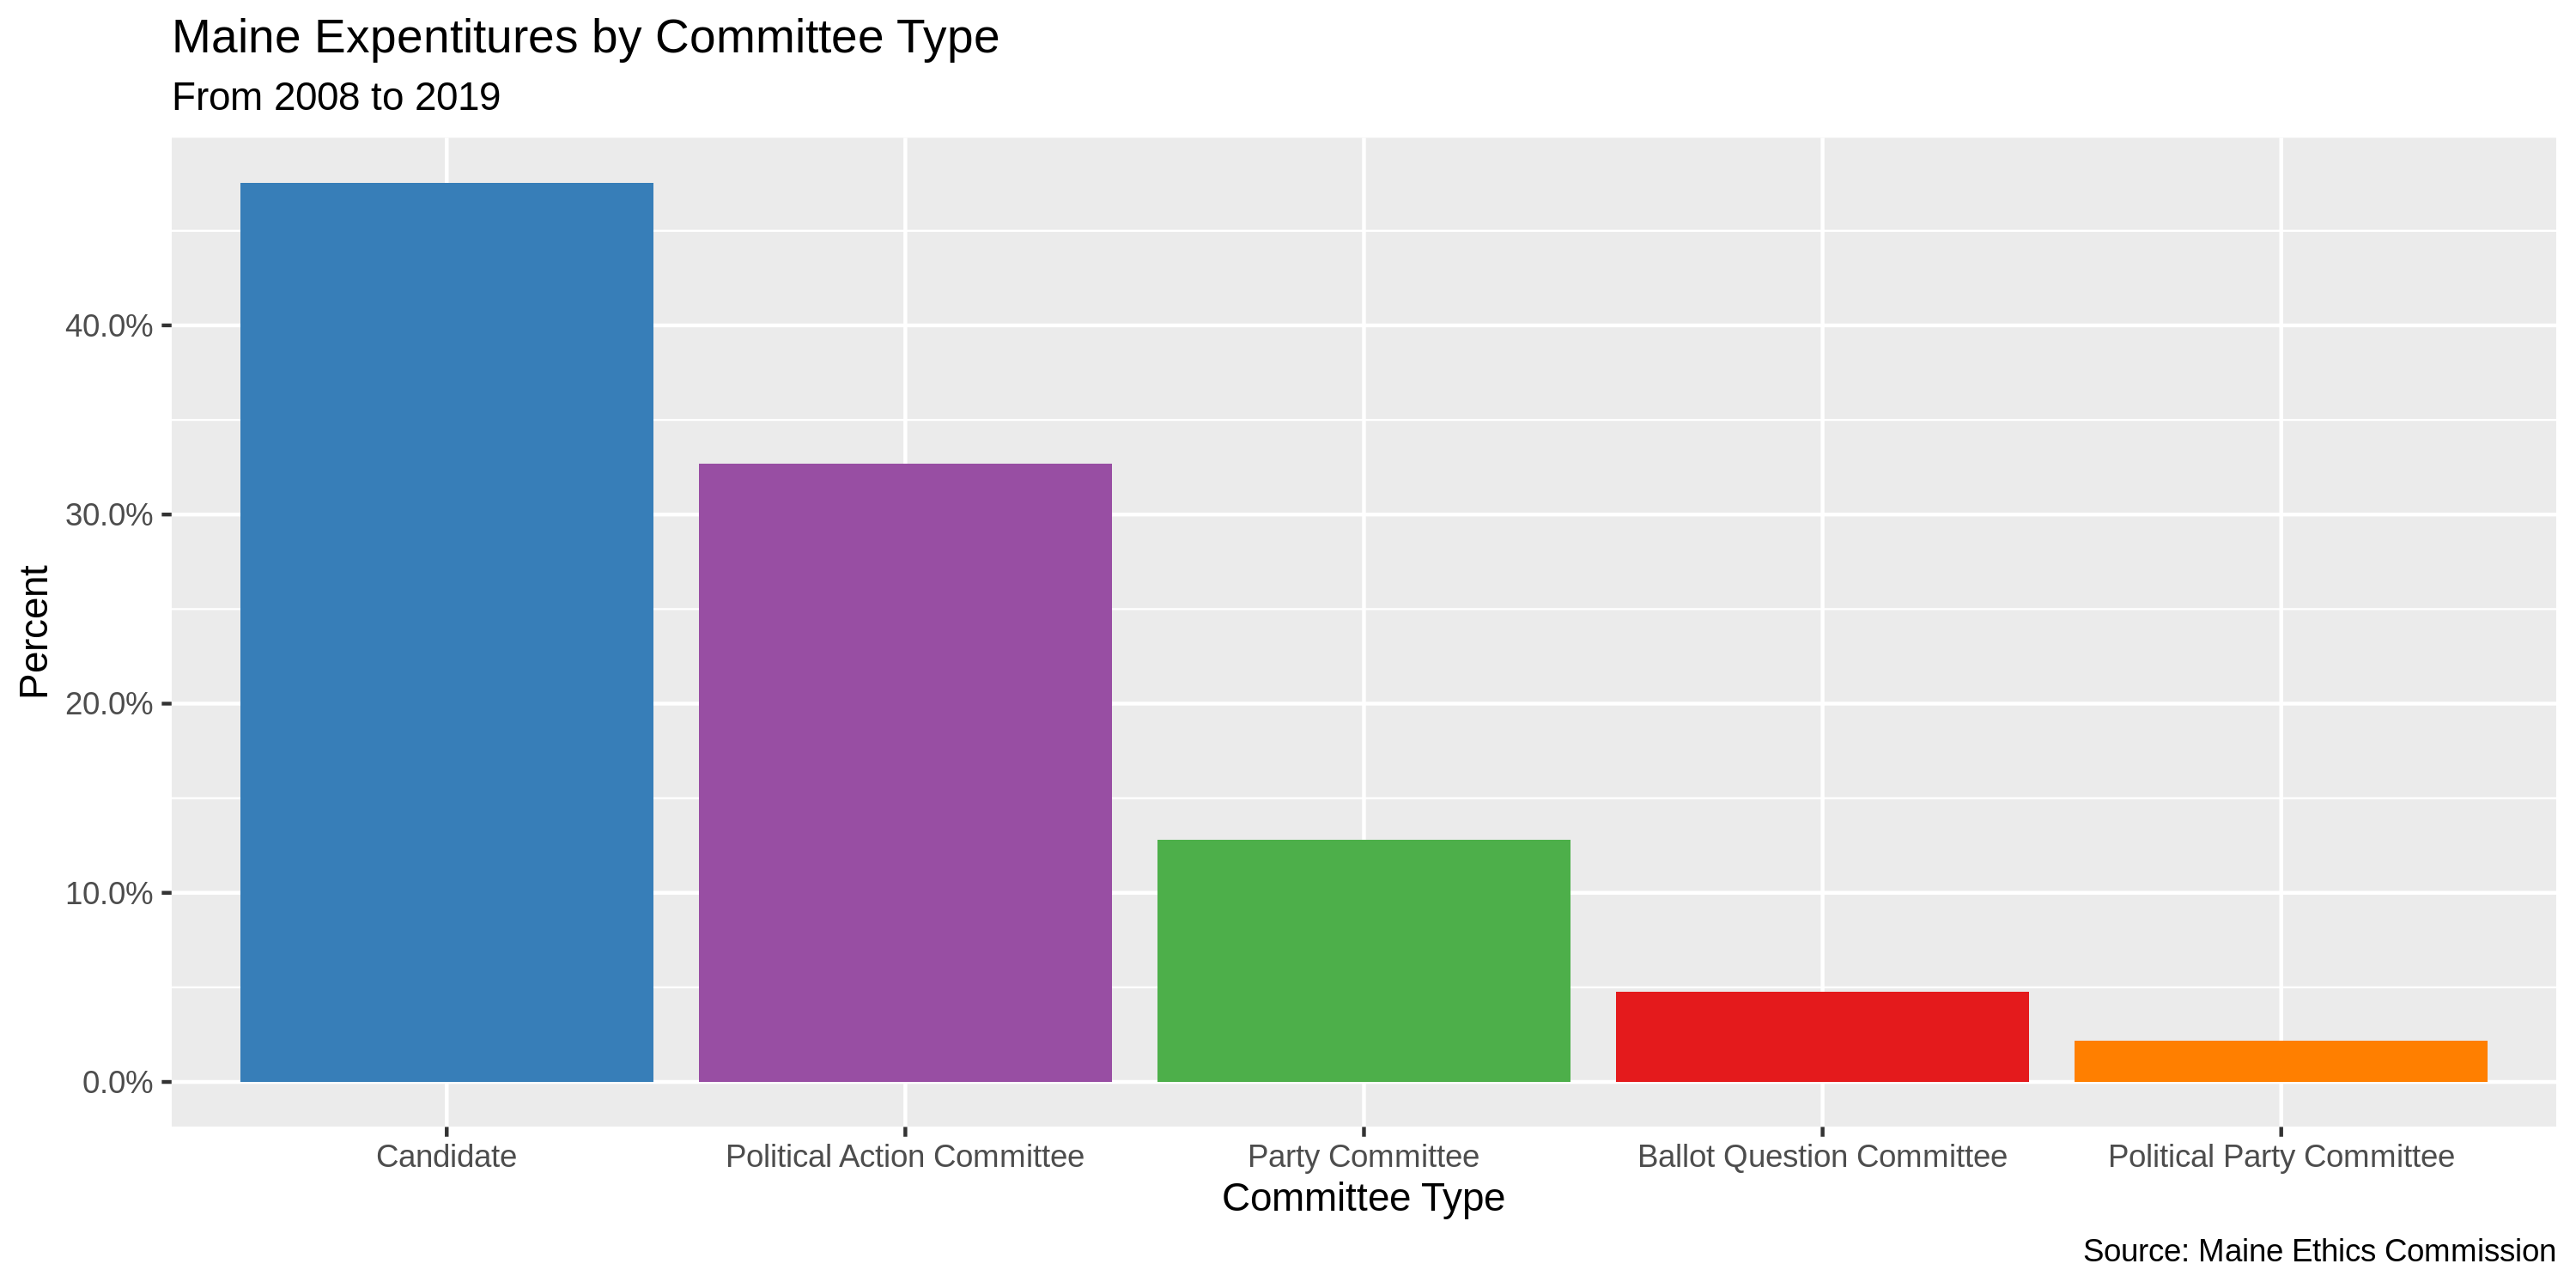 Maine Expentitures by Committee Type
From 2008 to 2019
Percent
40.0%
30.0%
20.0%
10.0%
0.0%
Candidate
Political Action Committee
Party Committee
Ballot Question Committee
Political Party Committee
Committee Type
Source: Maine Ethics Commission